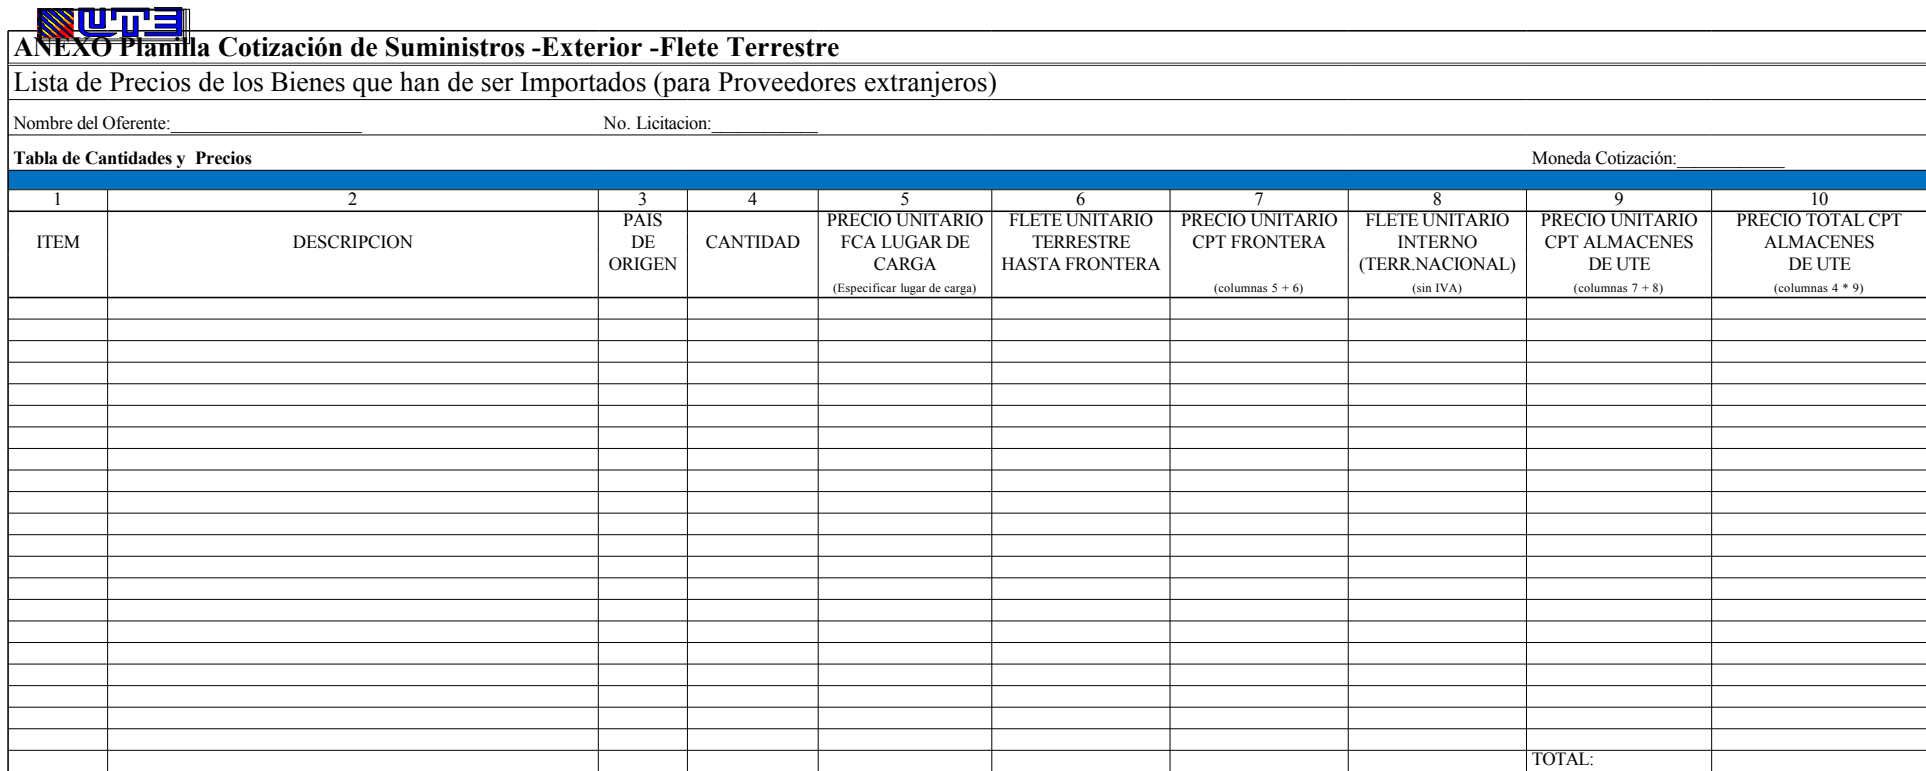 UTE
ANEXO Planilla Cotización de Suministros -Exterior -Flete Terrestre
Lista de Precios de los Bienes que han de ser Importados (para Proveedores extranjeros)
Nombre del Oferente:_____________________ No. Licitacion:____________
Tabla de Cantidades y Precios Moneda Cotización:____________
1 2 3 4 5 6 7 8 9 10
PAIS PRECIO UNITARIO FLETE UNITARIO PRECIO UNITARIO FLETE UNITARIO PRECIO UNITARIO PRECIO TOTAL CPT
ITEM DESCRIPCION DE CANTIDAD FCA LUGAR DE TERRESTRE CPT FRONTERA INTERNO CPT ALMACENES ALMACENES
ORIGEN CARGA HASTA FRONTERA (TERR.NACIONAL) DE UTE DE UTE
(Especificar lugar de carga) (columnas 5 + 6) (sin IVA) (columnas 7 + 8) (columnas 4 * 9)
TOTAL: